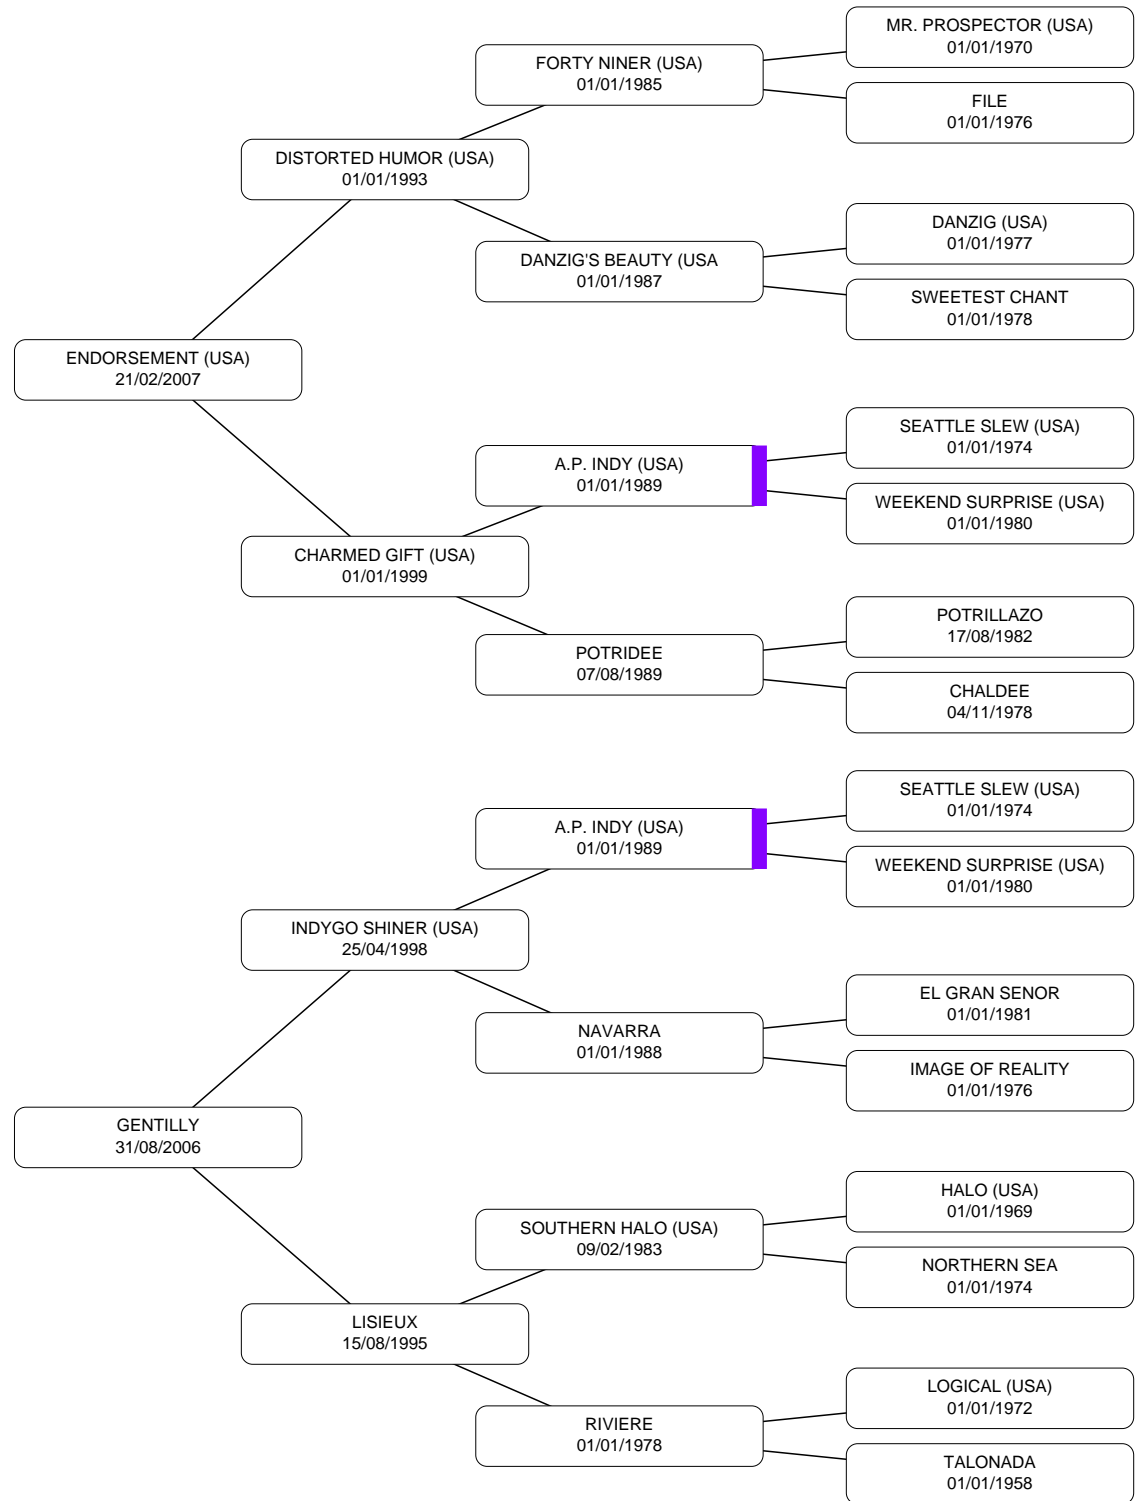 MR. PROSPECTOR (USA)
01/01/1970
FORTY NINER (USA)
01/01/1985
FILE
01/01/1976
DISTORTED HUMOR (USA)
01/01/1993
DANZIG (USA)
01/01/1977
DANZIG'S BEAUTY (USA
01/01/1987
SWEETEST CHANT
01/01/1978
ENDORSEMENT (USA)
21/02/2007
SEATTLE SLEW (USA)
01/01/1974
A.P. INDY (USA)
01/01/1989
WEEKEND SURPRISE (USA)
01/01/1980
CHARMED GIFT (USA)
01/01/1999
POTRILLAZO
17/08/1982
POTRIDEE
07/08/1989
CHALDEE
04/11/1978
SEATTLE SLEW (USA)
01/01/1974
A.P. INDY (USA)
01/01/1989
WEEKEND SURPRISE (USA)
01/01/1980
INDYGO SHINER (USA)
25/04/1998
EL GRAN SENOR
01/01/1981
NAVARRA
01/01/1988
IMAGE OF REALITY
01/01/1976
GENTILLY
31/08/2006
HALO (USA)
01/01/1969
SOUTHERN HALO (USA)
09/02/1983
NORTHERN SEA
01/01/1974
LISIEUX
15/08/1995
LOGICAL (USA)
01/01/1972
RIVIERE
01/01/1978
TALONADA
01/01/1958